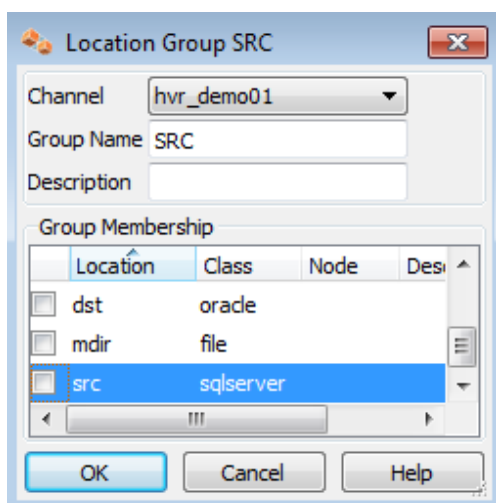 Location Group SRC
Channel hvr_demo01
Group Name SRC
Description
Group Membership
Location Class Node Des
dst oracle
mdir file
src sqlserver
OK Cancel Help